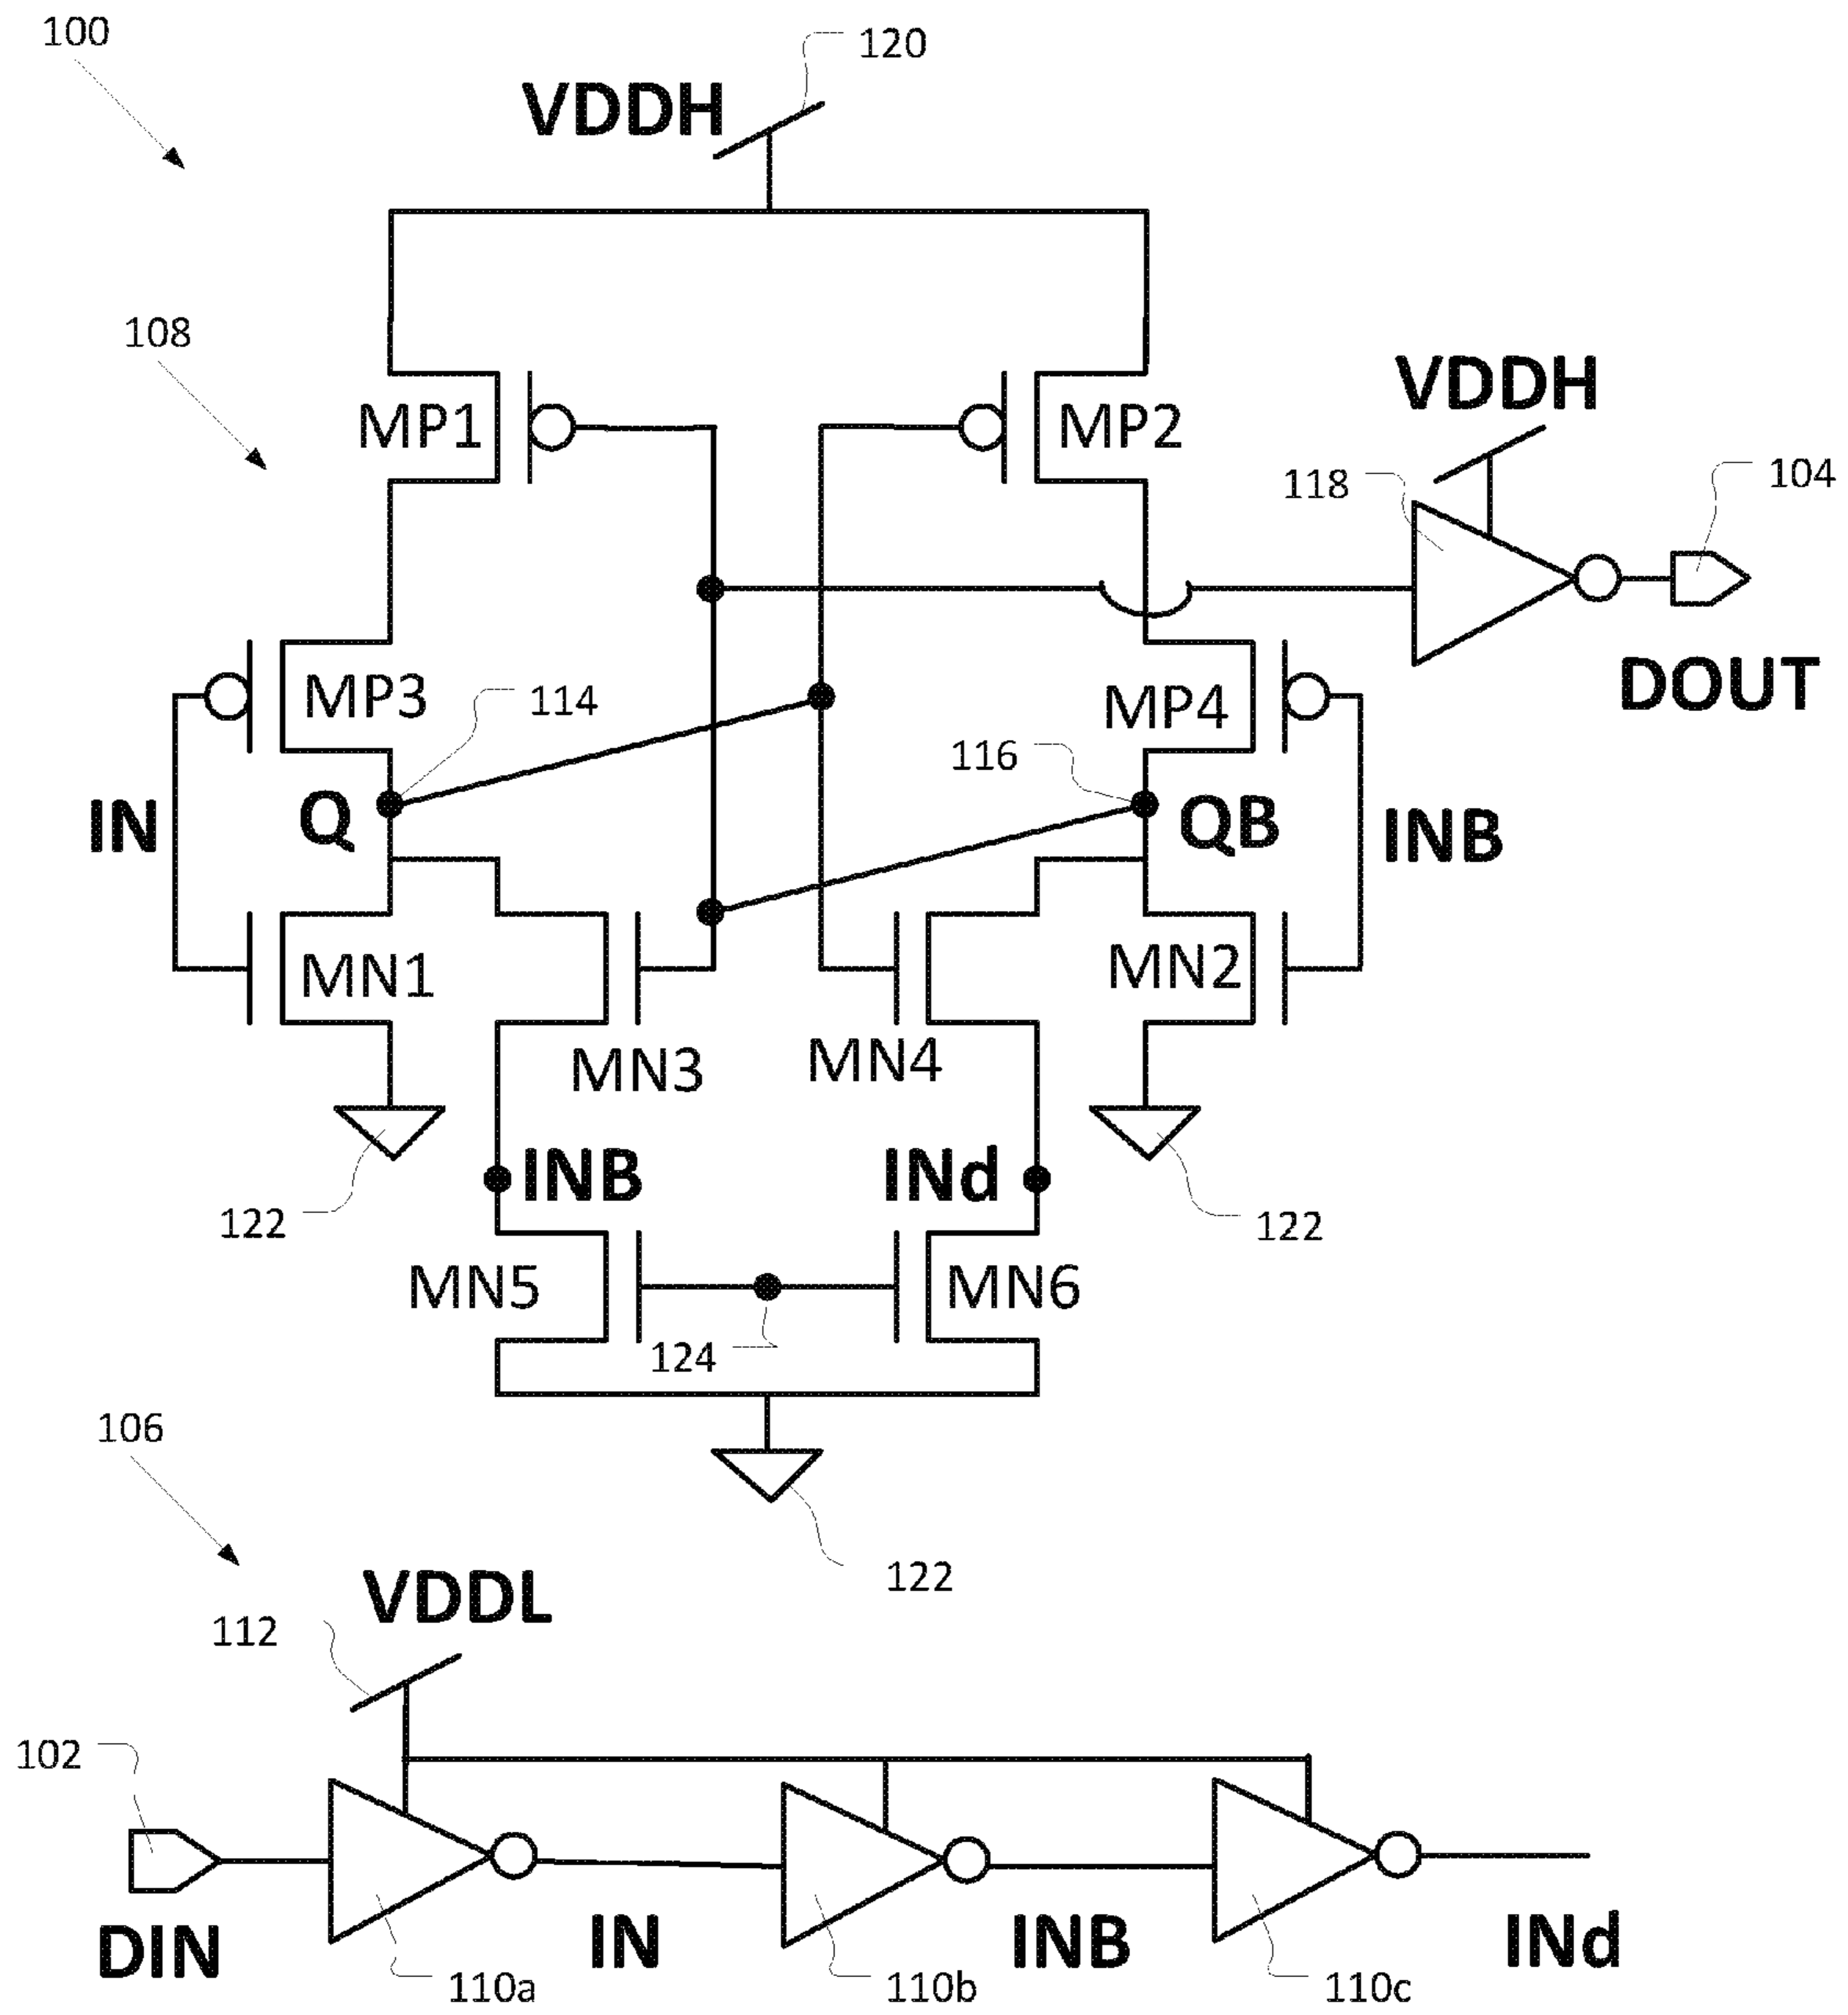 100
120
VDDH
108
VDDH
MP1
MP2
118
104
MP3
114
MP4
DOUT
116
IN
Q
QB
INB
MN1
MN2
MN3
MN4
INB
INd
122
122
MN5
MN6
124
106
122
VDDL
112
102
DIN
IN
INB
INd
110a
110b
110c